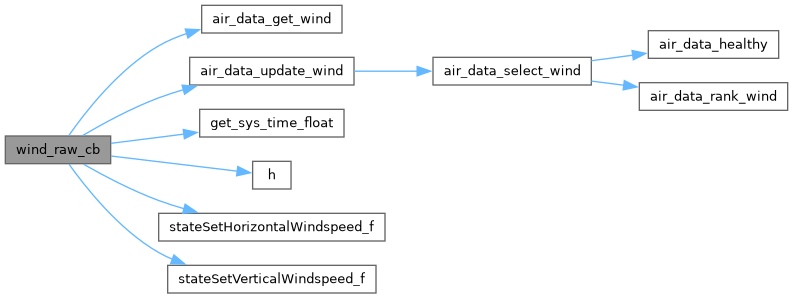 air_data_get_wind
air_data_healthy
air_data_update_wind
air_data_select_wind
air_data_rank_wind
get_sys_time_float
wind_raw_cb
h
stateSetHorizontalWindspeed_f
stateSetVerticalWindspeed_f